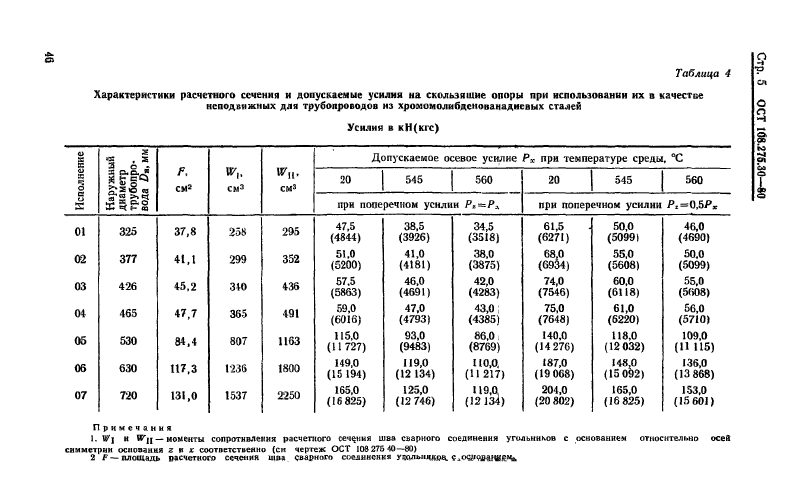 46
Стр. 5 ОСТ 108.275.30—80
Таблица 4
Характеристики расчетного сечения и допускаемые усилия на скользящие опоры при использовании их в качестве
неподвижных для трубопроводов из хромомолибденованадиевых сталей
Усилия в кН(кгс)
Исполнение
Наружный диаметр трубопро-вода Dн, мм
F, см²
WI, см³
WII, см³
Допускаемое осевое усилие Pх при температуре среды, °С
20 545 560 20 545 560
при поперечном усилии Pz=Pх при поперечном усилии Pz=0,5Pх
01 325 37,8 258 295 47,5 38,5 34,5 61,5 50,0 46,0
(4844) (3926) (3518) (6271) (5099) (4690)
02 377 41,1 299 352 51,0 41,0 38,0 68,0 55,0 50,0
(5200) (4181) (3875) (6934) (5608) (5099)
03 426 45,2 340 436 57,5 46,0 42,0 74,0 60,0 55,0
(5863) (4691) (4283) (7546) (6118) (5608)
04 465 47,7 365 491 59,0 47,0 43,0 75,0 61,0 56,0
(6016) (4793) (4385) (7648) (6220) (5710)
05 530 84,4 807 1163 115,0 93,0 86,0 140,0 118,0 109,0
(11 727) (9483) (8769) (14 276) (12 032) (11 115)
06 630 117,3 1236 1800 149,0 119,0 110,0 187,0 148,0 136,0
(15 194) (12 134) (11 217) (19 068) (15 092) (13 868)
07 720 131,0 1537 2250 165,0 125,0 119,0 204,0 165,0 153,0
(16 825) (12 746) (12 134) (20 802) (16 825) (15 601)
Примечания
1. WI и WII — моменты сопротивления расчетного сечения шва сварного соединения угольников с основанием относительно осей
симметрии основания z и x соответственно (см чертеж ОСТ 108 275 40—80)
2 F — площадь расчетного сечения шва сварного соединения угольников с основанием.